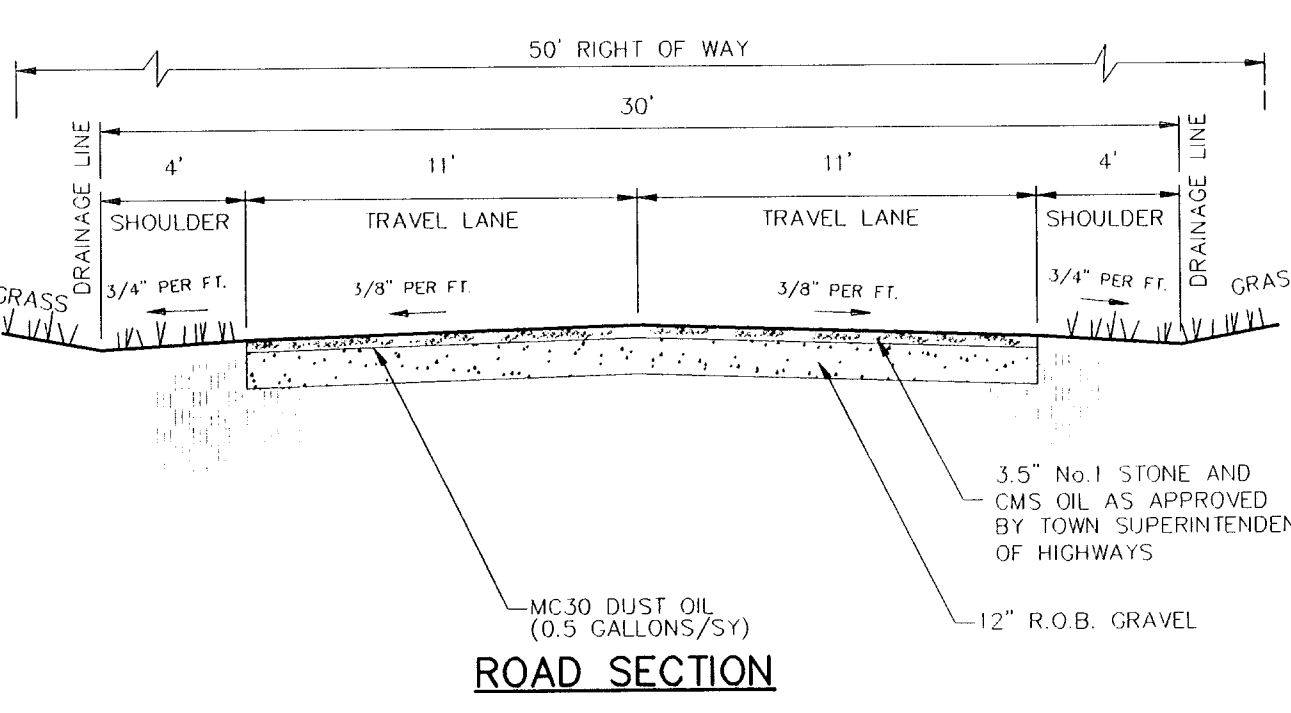 50' RIGHT OF WAY
30'
DRAINAGE LINE
4'
11'
11'
4'
DRAINAGE LINE
SHOULDER
TRAVEL LANE
TRAVEL LANE
SHOULDER
3/4" PER FT.
3/8" PER FT.
3/8" PER FT.
3/4" PER FT.
GRASS
GRAS
3.5" No.1 STONE AND
CMS OIL AS APPROVED
BY TOWN SUPERINTENDEN
OF HIGHWAYS
MC30 DUST OIL
(0.5 GALLONS/SY)
12" R.O.B. GRAVEL
ROAD SECTION